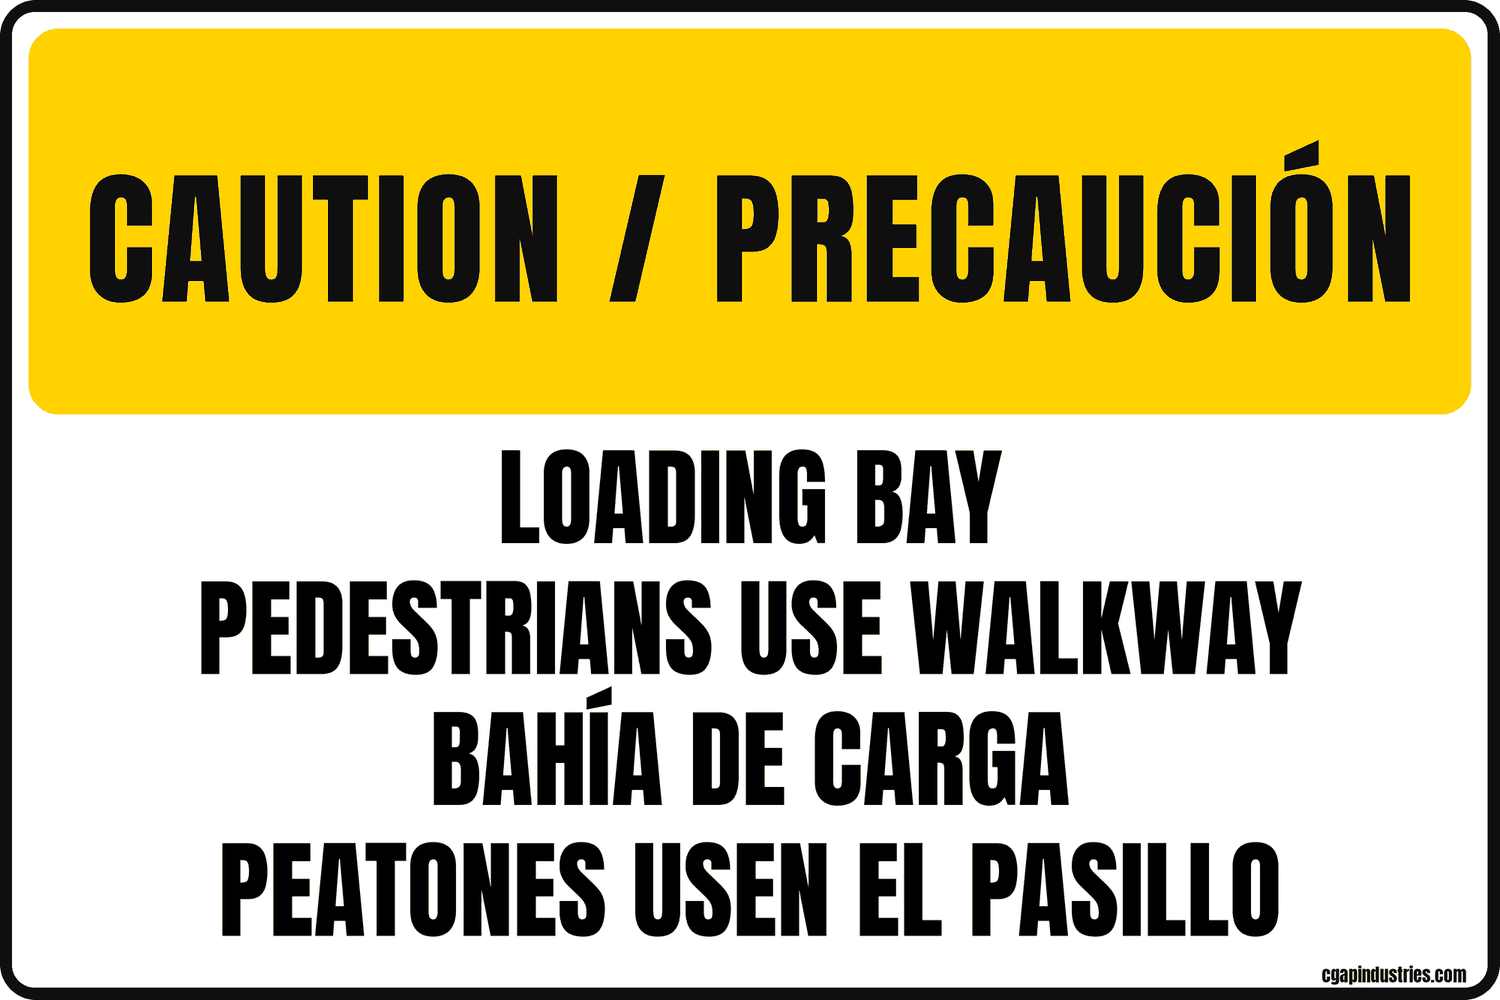 CAUTION / PRECAUCIÓN
LOADING BAY
PEDESTRIANS USE WALKWAY
BAHÍA DE CARGA
PEATONES USEN EL PASILLO
cgapindustries.com